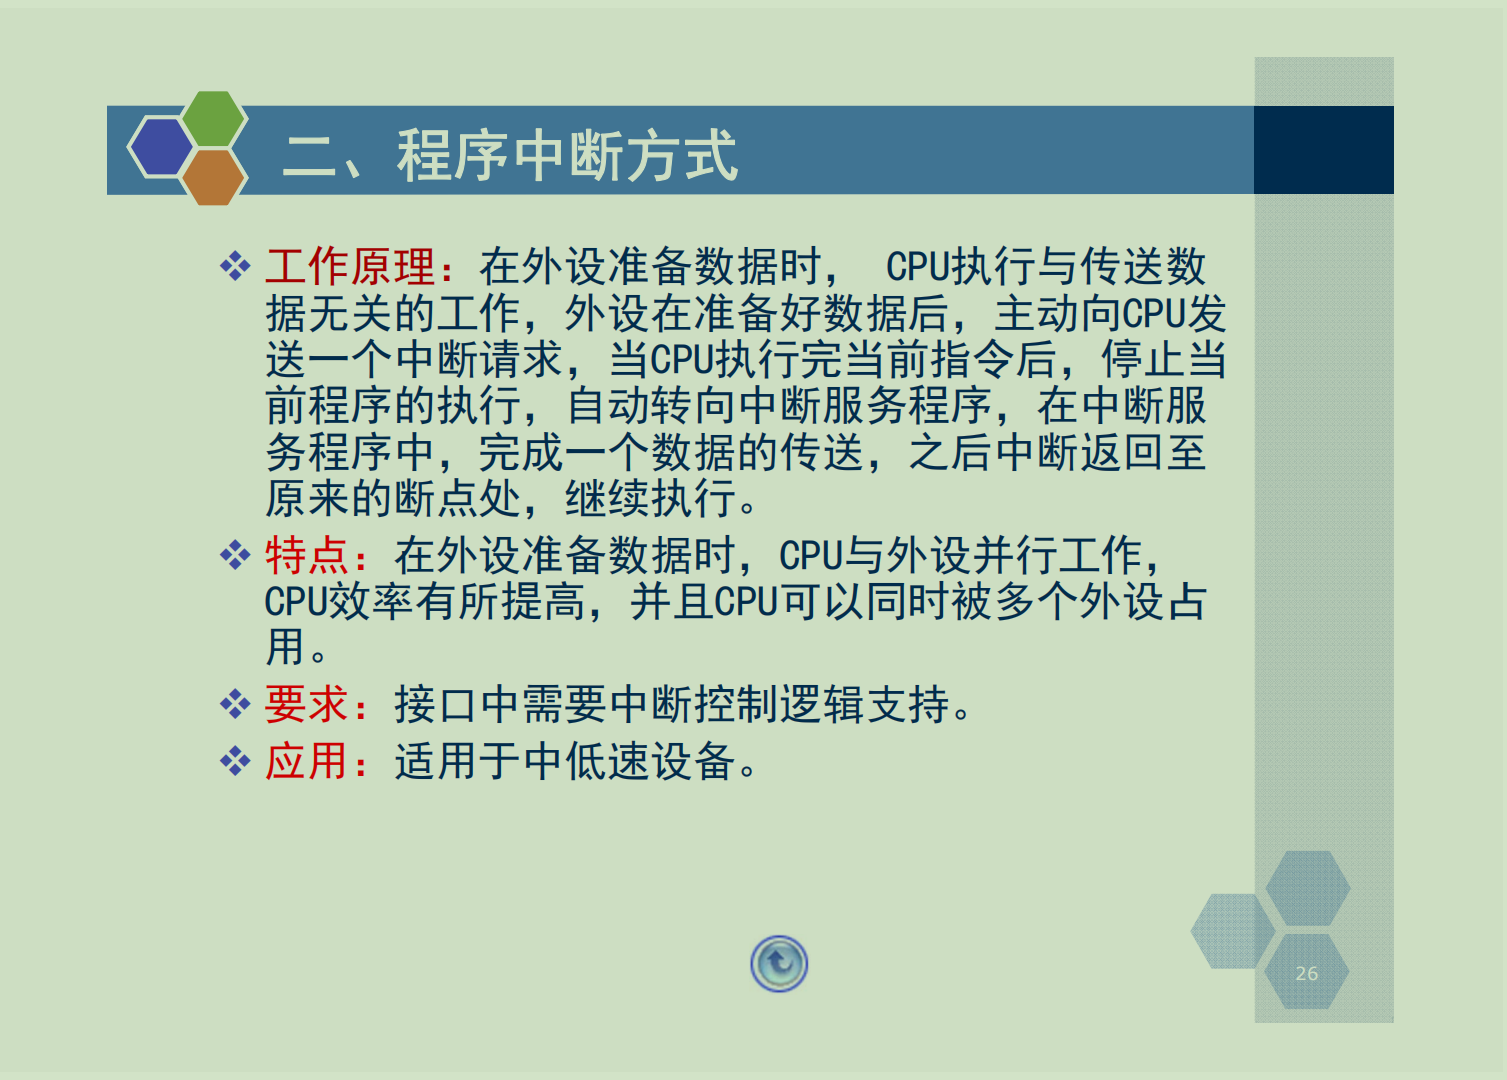 二、程序中断方式
工作原理：在外设准备数据时， CPU执行与传送数
据无关的工作，外设在准备好数据后，主动向CPU发
送一个中断请求，当CPU执行完当前指令后，停止当
前程序的执行，自动转向中断服务程序，在中断服
务程序中，完成一个数据的传送，之后中断返回至
原来的断点处，继续执行。
特点：在外设准备数据时，CPU与外设并行工作，
CPU效率有所提高，并且CPU可以同时被多个外设占
用。
要求：接口中需要中断控制逻辑支持。
应用：适用于中低速设备。
26